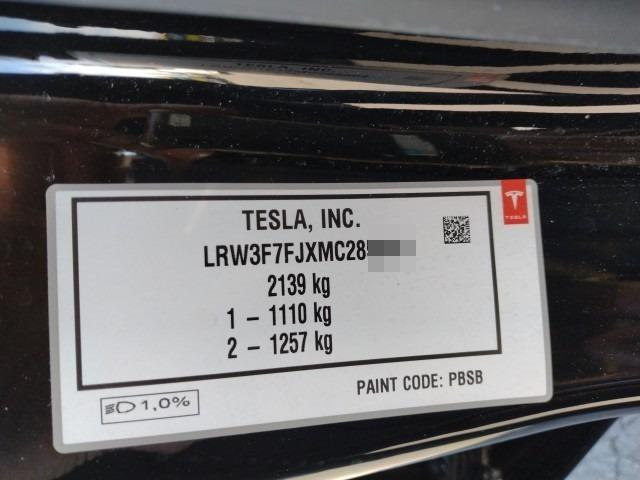 TESLA, INC.
TESLA
LRW3F7FJXMC28
2139 kg
1 – 1110 kg
2 – 1257 kg
PAINT CODE: PBSB
1,0%